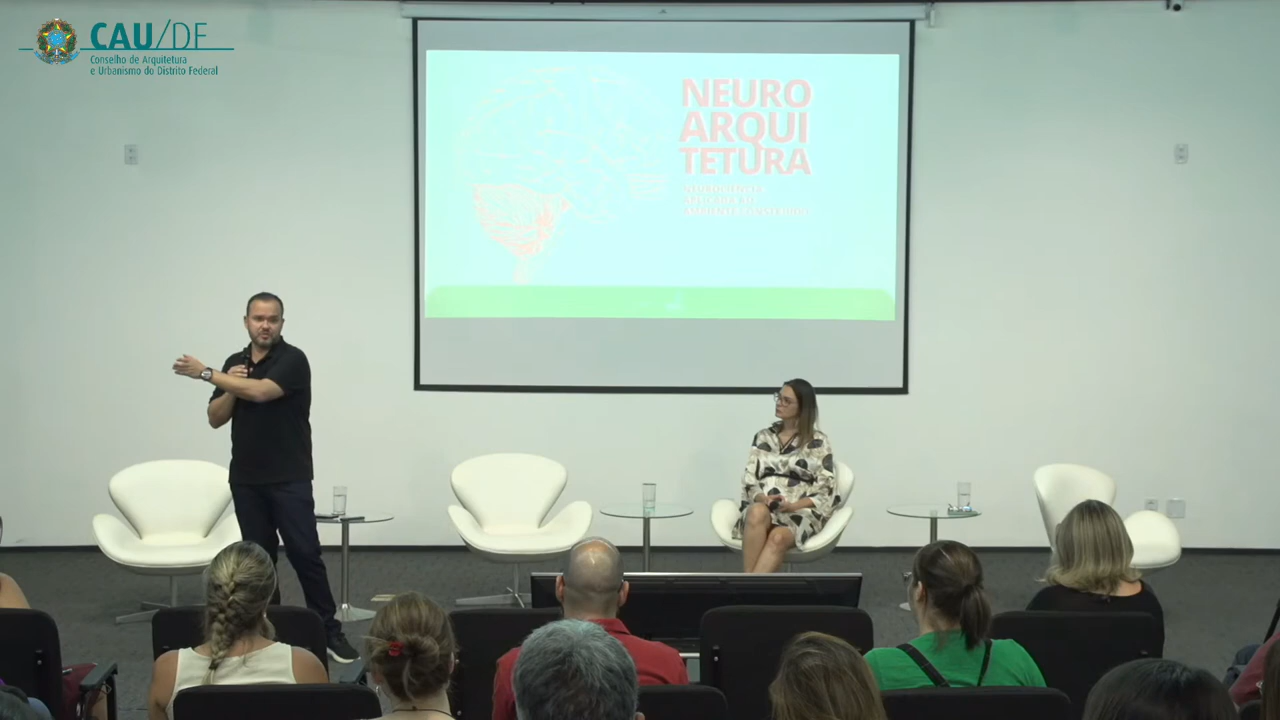 CAU/DF
Conselho de Arquitetura
e Urbanismo do Distrito Federal
NEURO
ARQUI
TETURA